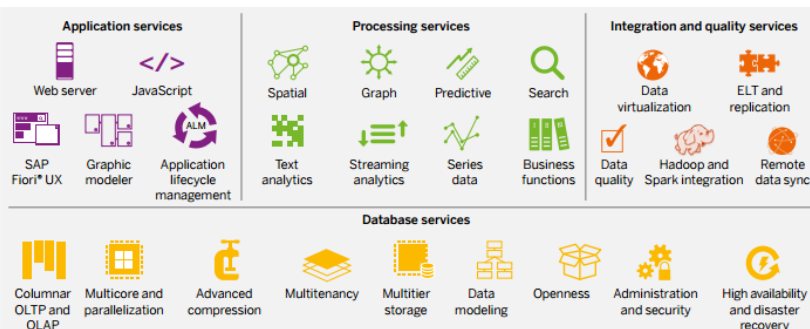 Application services
Web server
JavaScript
SAP
Fiori® UX
Graphic
modeler
ALM
Application
lifecycle
management
Processing services
Spatial
Graph
Predictive
Search
Text
analytics
Streaming
analytics
Series
data
Business
functions
Integration and quality services
Data
virtualization
ELT and
replication
Data
quality
Hadoop and
Spark integration
Remote
data sync
Database services
Columnar
OLTP and
OLAP
Multicore and
parallelization
Advanced
compression
Multitenancy
Multitier
storage
Data
modeling
Openness
Administration
and security
High availability
and disaster
recovery